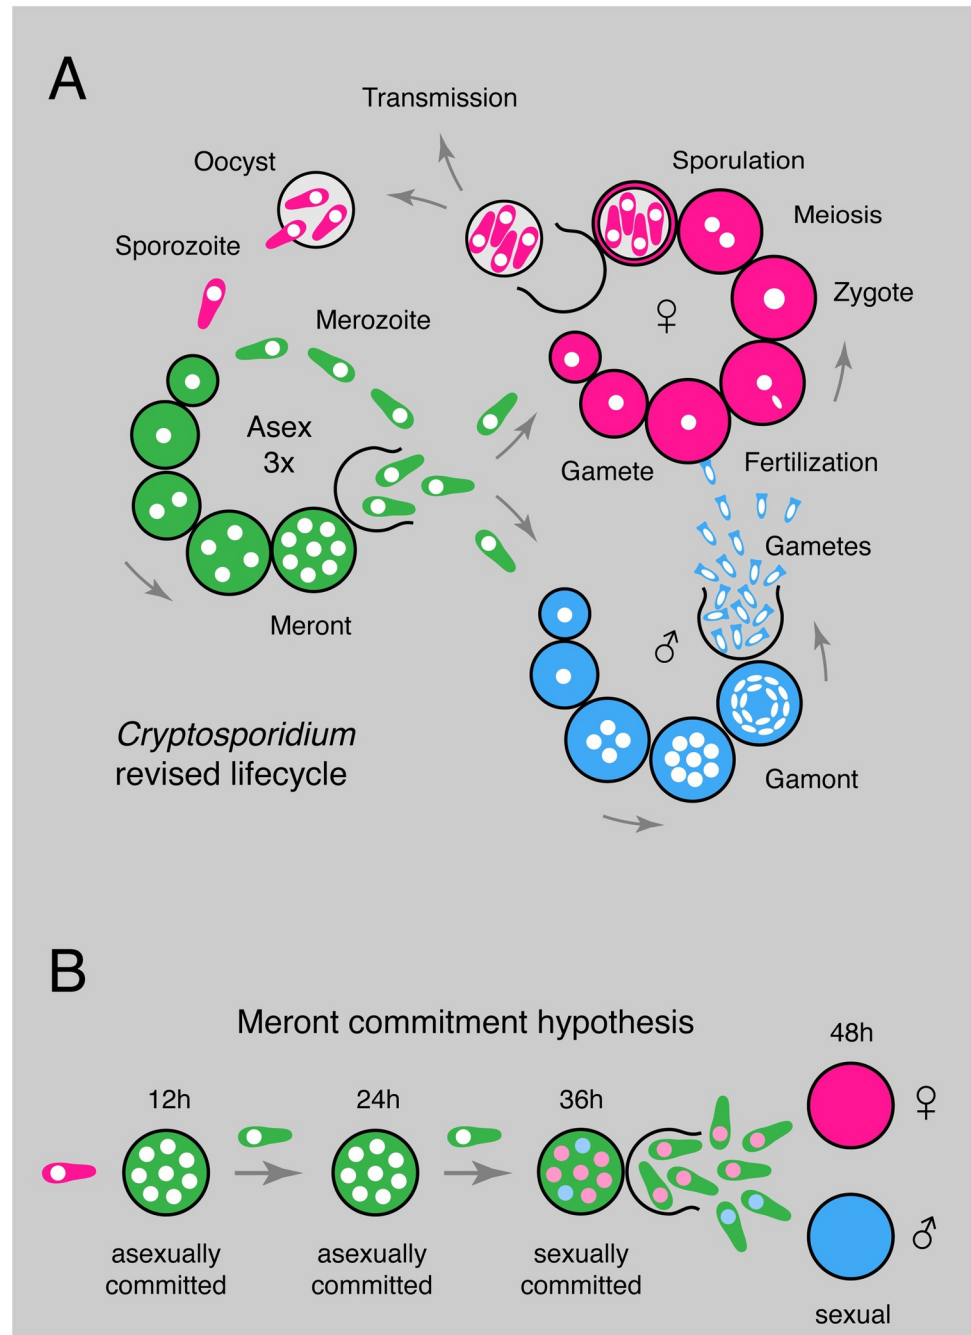 A
Transmission
Oocyst
Sporulation
Sporozoite
Meiosis
Merozoite
Zygote
♀
Asex
3x
Gamete
Fertilization
Gametes
Meront
♂
Cryptosporidium
revised lifecycle
Gamont
B
Meront commitment hypothesis
48h
12h
24h
36h
♀
♂
asexually
committed
asexually
committed
sexually
committed
sexual